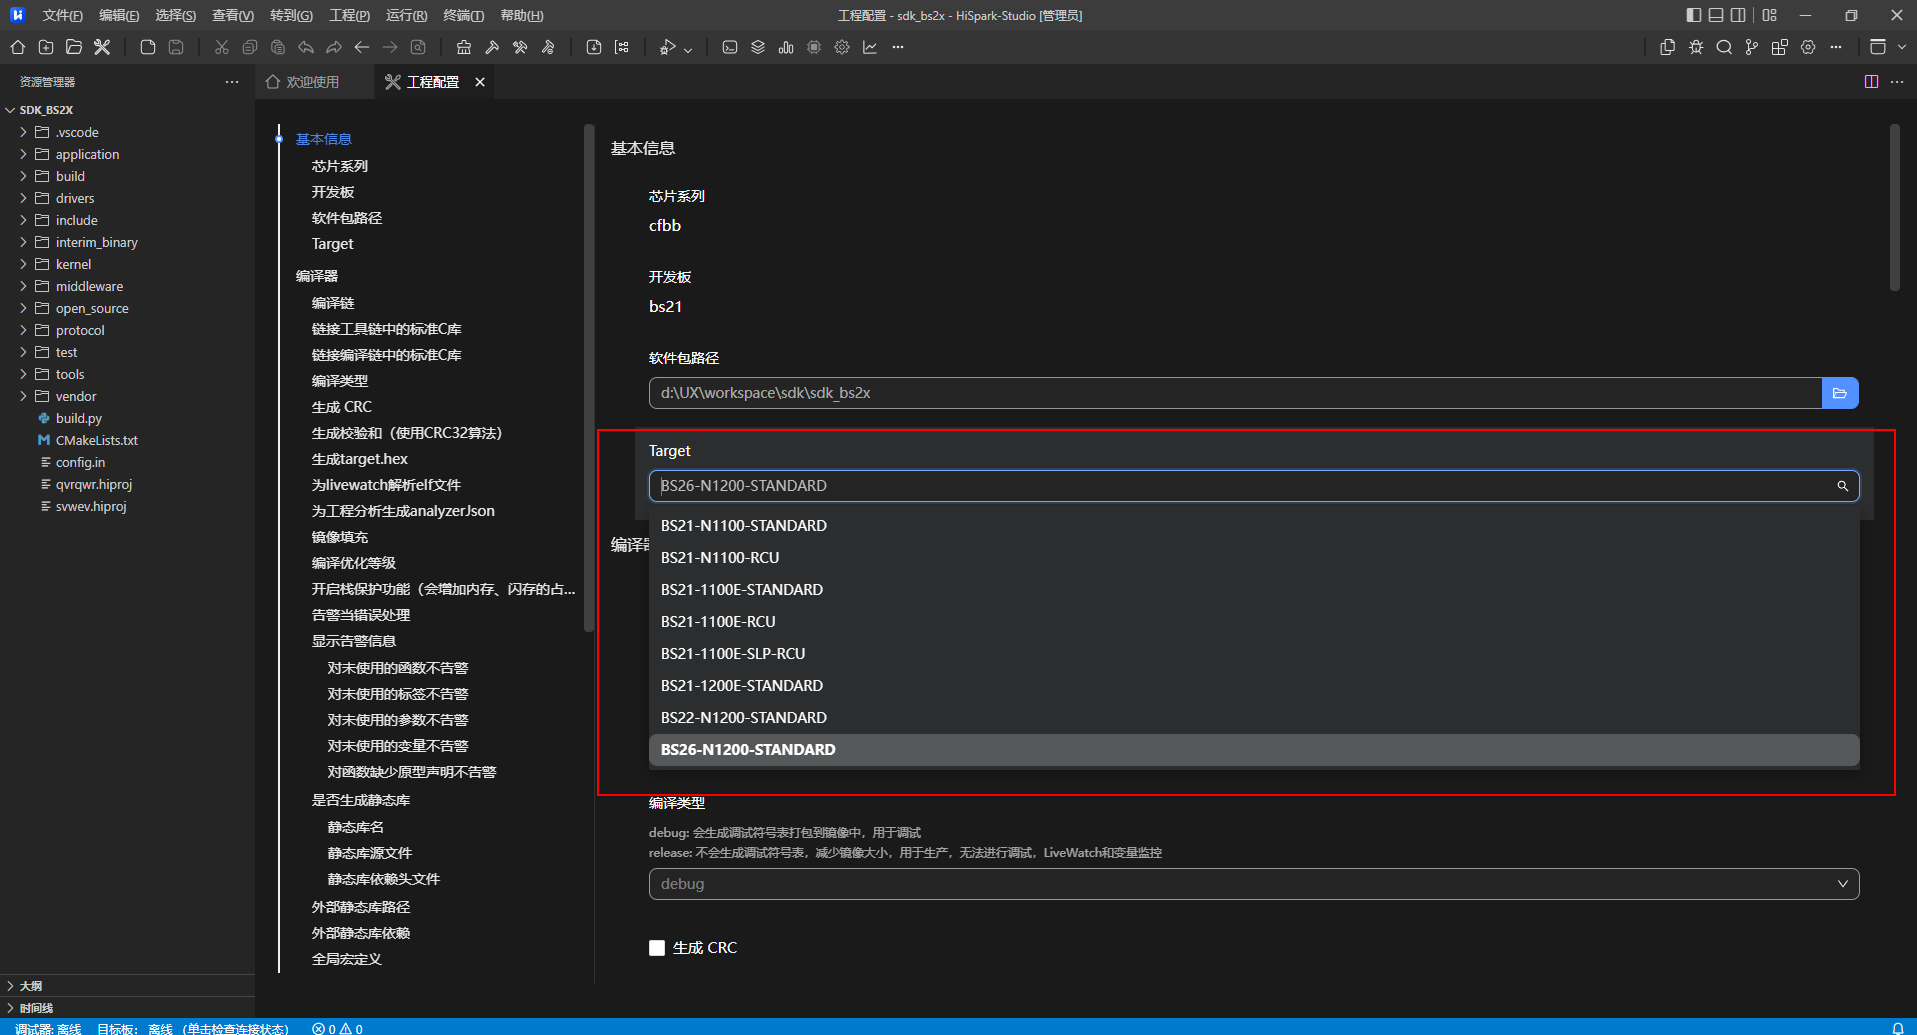 文件(F) 编辑(E) 选择(S) 查看(V) 转到(G) 工程(P) 运行(R) 终端(T) 帮助(H)
工程配置 - sdk_bs2x - HiSpark-Studio [管理员]
资源管理器
欢迎使用
工程配置
SDK_BS2X
.vscode
application
build
drivers
include
interim_binary
kernel
middleware
open_source
protocol
test
tools
vendor
build.py
CMakeLists.txt
config.in
qvrqwr.hiproj
svwev.hiproj
大纲
时间线
基本信息
芯片系列
开发板
软件包路径
Target
编译器
编译链
链接工具链中的标准C库
链接编译链中的标准C库
编译类型
生成 CRC
生成校验和（使用CRC32算法）
生成target.hex
为livewatch解析elf文件
为工程分析生成analyzerJson
镜像填充
编译优化等级
开启栈保护功能（会增加内存、闪存的占...
告警当错误处理
显示告警信息
对未使用的函数不告警
对未使用的标签不告警
对未使用的参数不告警
对未使用的变量不告警
对函数缺少原型声明不告警
是否生成静态库
静态库名
静态库源文件
静态库依赖头文件
外部静态库路径
外部静态库依赖
全局宏定义
基本信息
芯片系列
cfbb
开发板
bs21
软件包路径
d:\UX\workspace\sdk\sdk_bs2x
Target
BS26-N1200-STANDARD
编译器
BS21-N1100-STANDARD
BS21-N1100-RCU
BS21-1100E-STANDARD
BS21-1100E-RCU
BS21-1100E-SLP-RCU
BS21-1200E-STANDARD
BS22-N1200-STANDARD
BS26-N1200-STANDARD
编译类型
debug: 会生成调试符号表打包到镜像中，用于调试
release: 不会生成调试符号表，减少镜像大小，用于生产，无法进行调试，LiveWatch和变量监控
debug
生成 CRC
调试器: 离线 目标板: 离线 (单击检查连接状态) 0 0